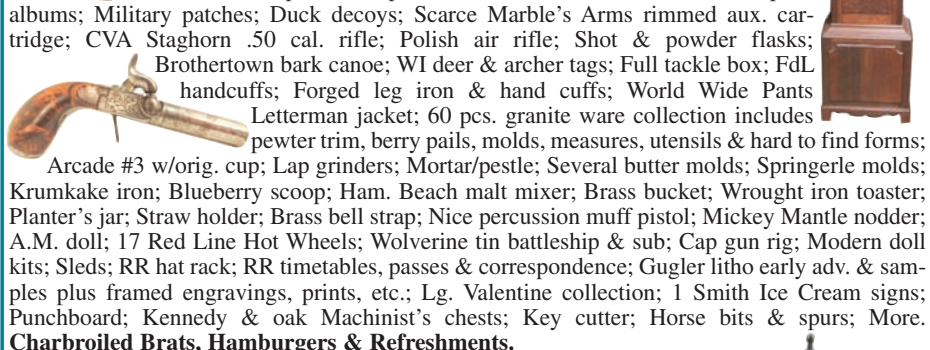 albums; Military patches; Duck decoys; Scarce Marble's Arms rimmed aux. car-
tridge; CVA Staghorn .50 cal. rifle; Polish air rifle; Shot & powder flasks;
Brothertown bark canoe; WI deer & archer tags; Full tackle box; FdL
handcuffs; Forged leg iron & hand cuffs; World Wide Pants
Letterman jacket; 60 pcs. granite ware collection includes
pewter trim, berry pails, molds, measures, utensils & hard to find forms;
Arcade #3 w/orig. cup; Lap grinders; Mortar/pestle; Several butter molds; Springerle molds;
Krumkake iron; Blueberry scoop; Ham. Beach malt mixer; Brass bucket; Wrought iron toaster;
Planter's jar; Straw holder; Brass bell strap; Nice percussion muff pistol; Mickey Mantle nodder;
A.M. doll; 17 Red Line Hot Wheels; Wolverine tin battleship & sub; Cap gun rig; Modern doll
kits; Sleds; RR hat rack; RR timetables, passes & correspondence; Gugler litho early adv. & sam-
ples plus framed engravings, prints, etc.; Lg. Valentine collection; 1 Smith Ice Cream signs;
Punchboard; Kennedy & oak Machinist's chests; Key cutter; Horse bits & spurs; More.
Charbroiled Brats, Hamburgers & Refreshments.